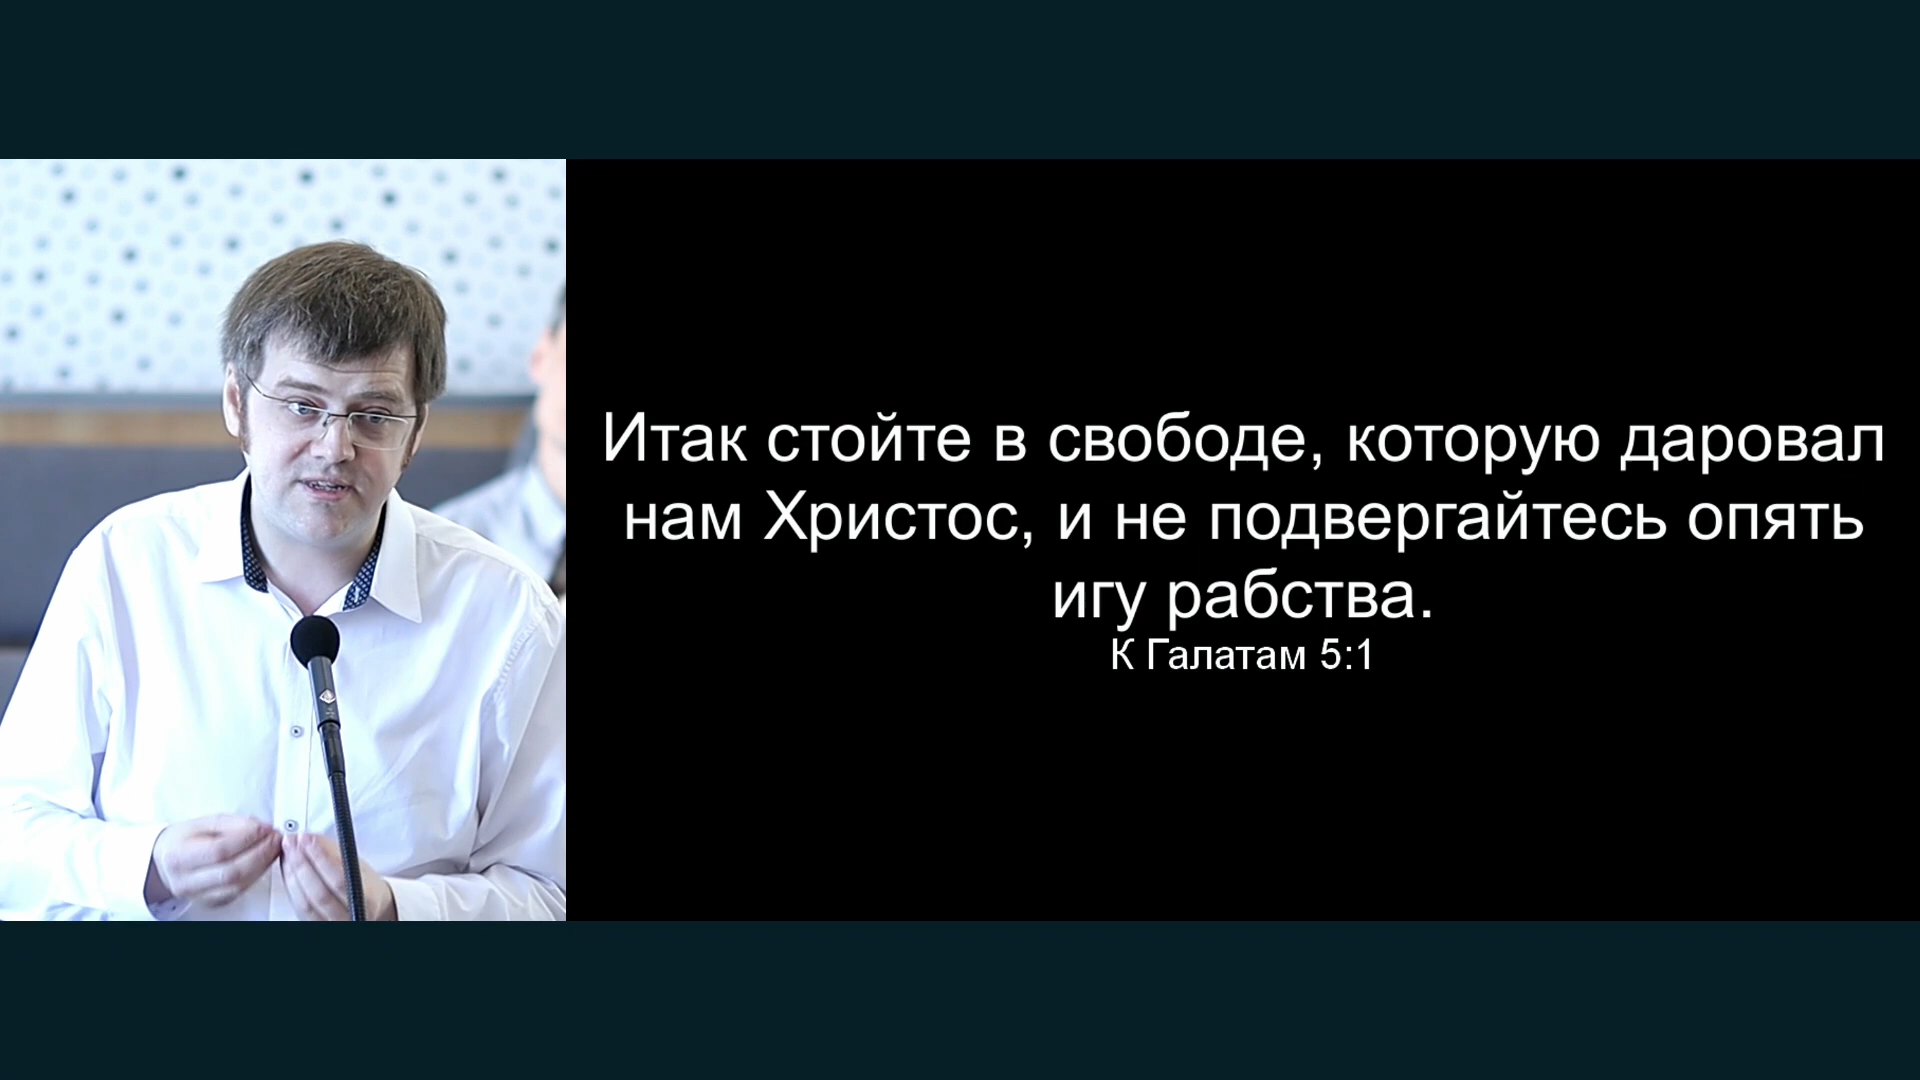 Итак стойте в свободе, которую даровал
нам Христос, и не подвергайтесь опять
игу рабства.
К Галатам 5:1